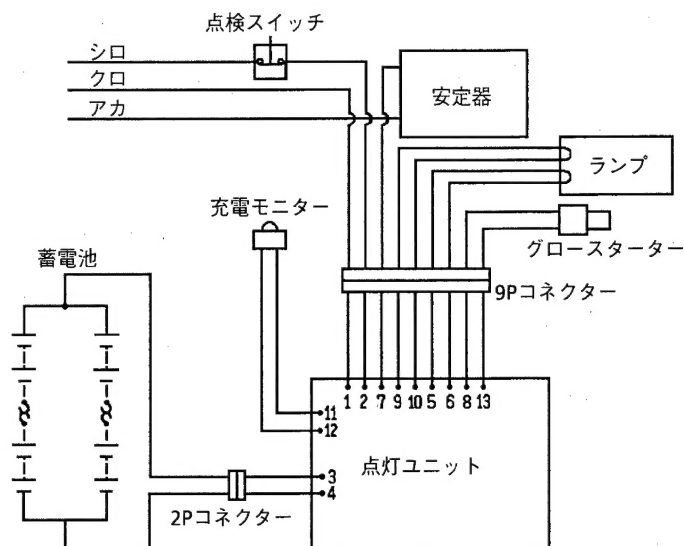 点検スイッチ
シロ
クロ
アカ
安定器
ランプ
グロースターター
充電モニター
蓄電池
9Pコネクター
1 2 7 9 10 5 6 8 13
11
12
3
4
点灯ユニット
2Pコネクター